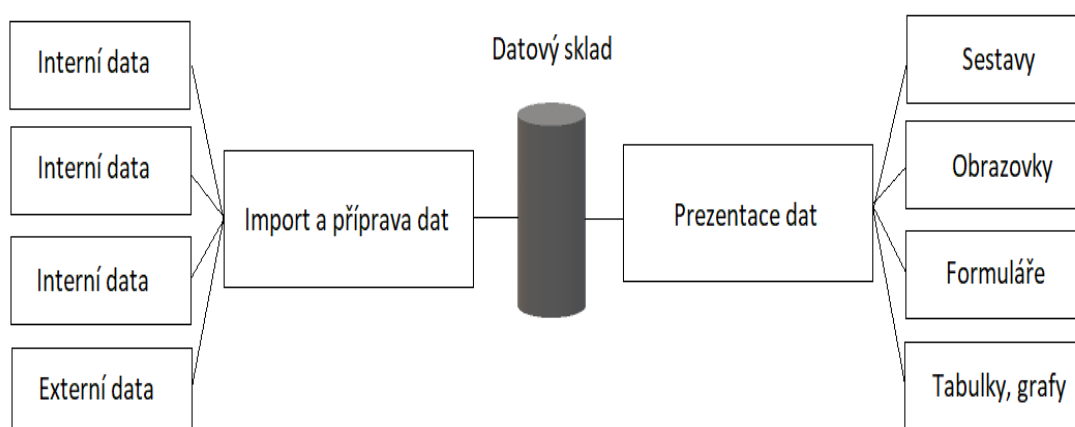 Interní data
Interní data
Interní data
Externí data
Import a příprava dat
Datový sklad
Prezentace dat
Sestavy
Obrazovky
Formuláře
Tabulky, grafy